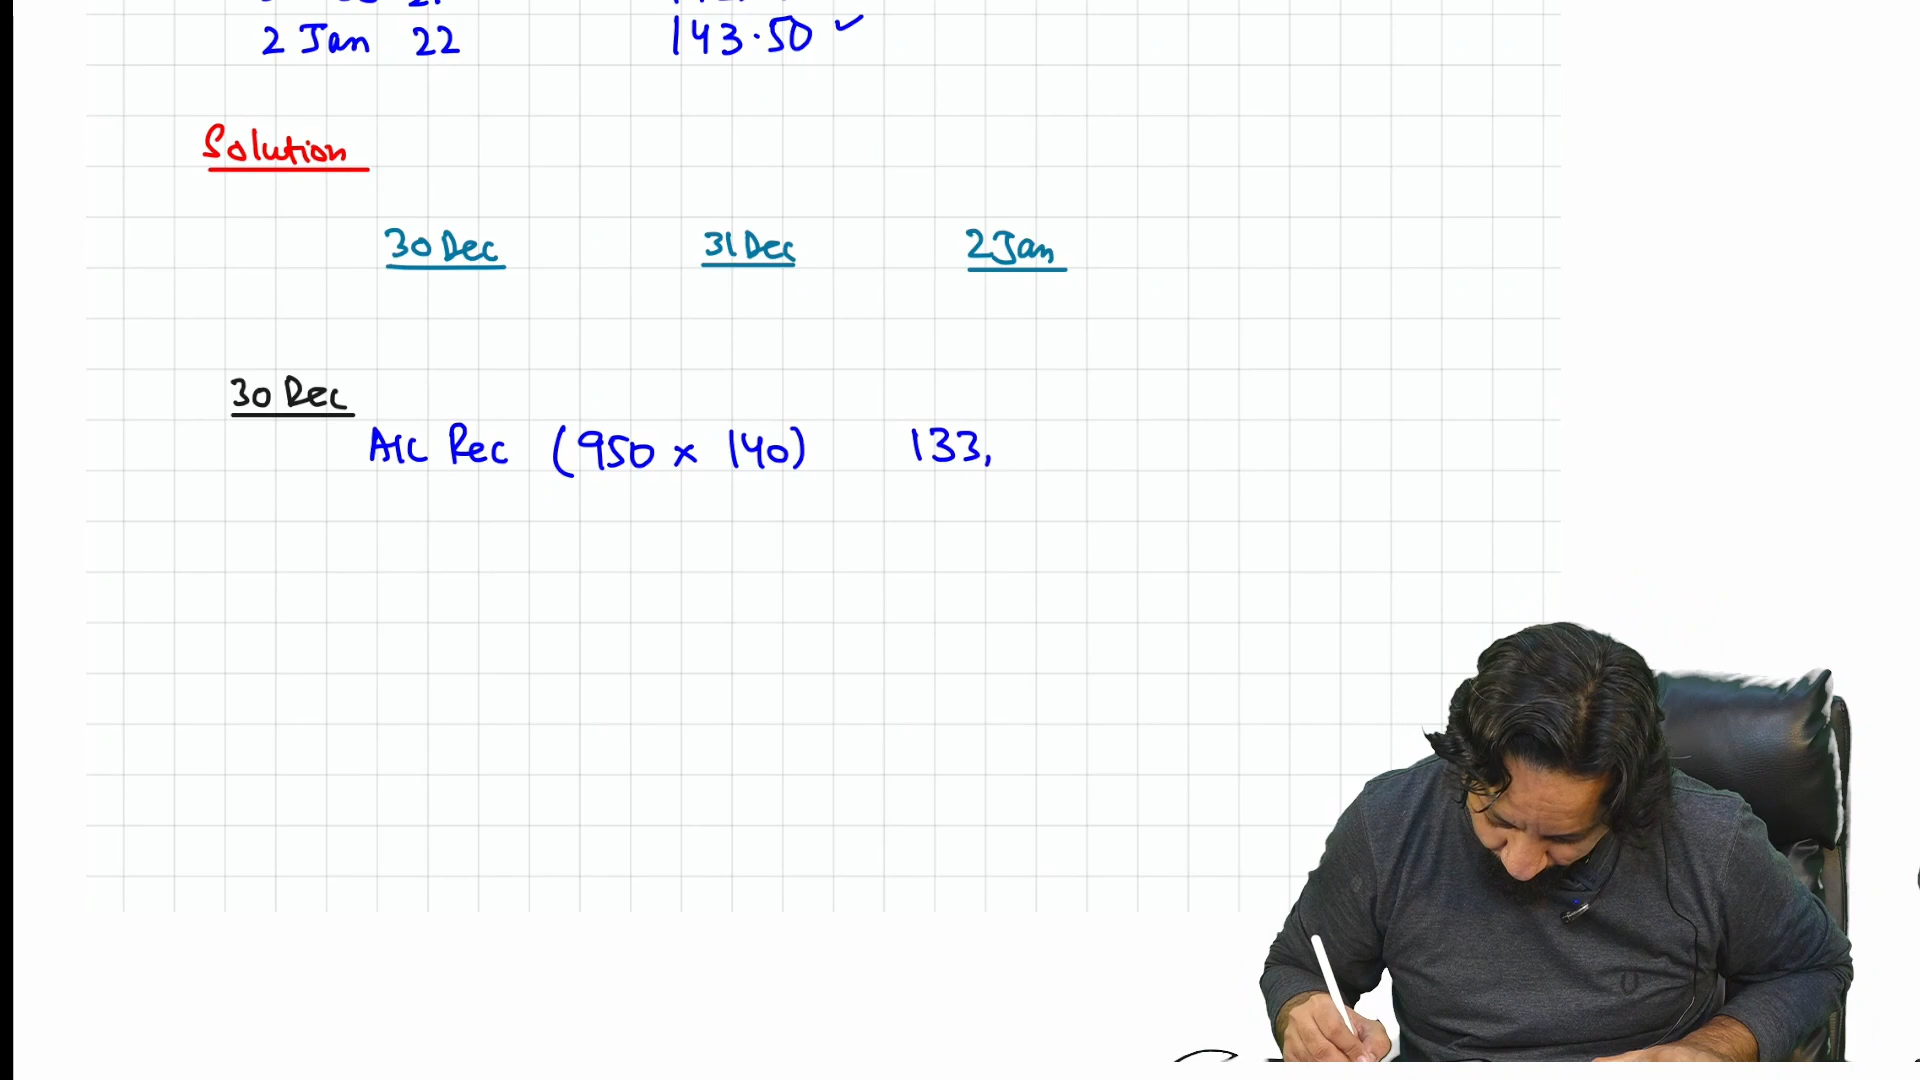 2 Jan 22 143.50 ✓
Solution
30 Dec 31 Dec 2 Jan
30 Dec
A/C Rec (950 x 140) 133,